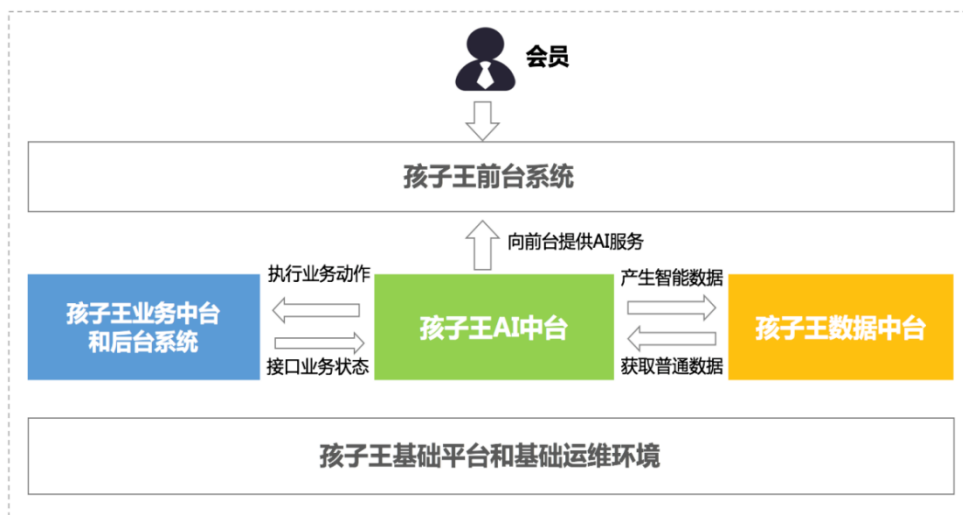 会员
孩子王前台系统
向前台提供AI服务
执行业务动作
产生智能数据
孩子王业务中台
和后台系统
孩子王AI中台
孩子王数据中台
接口业务状态
获取普通数据
孩子王基础平台和基础运维环境